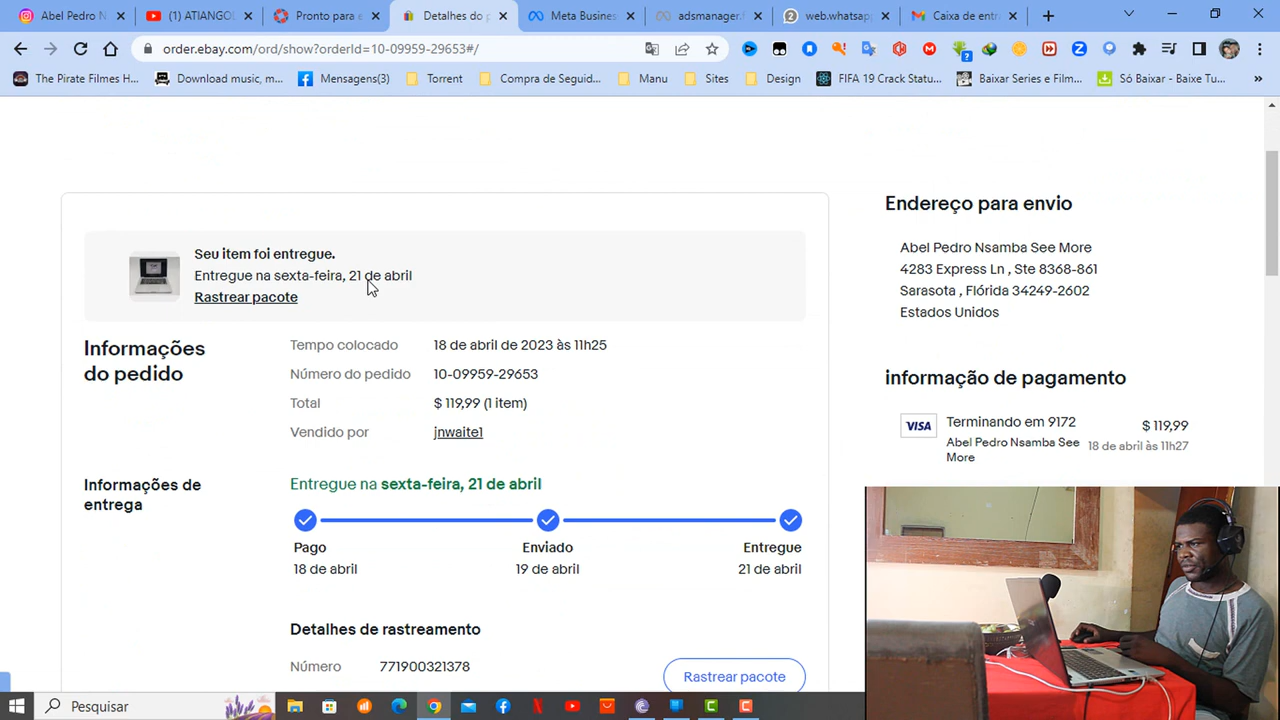 Abel Pedro N
(1) ATIANGOL
Pronto para e
Detalhes do p
Meta Busines
adsmanager.f
web.whatsapp
Caixa de entr
order.ebay.com/ord/show?orderId=10-09959-29653#/
The Pirate Filmes H...
Download music, m...
Mensagens(3)
Torrent
Compra de Seguid...
Manu
Sites
Design
FIFA 19 Crack Statu...
Baixar Series e Film...
Só Baixar - Baixe Tu...
»
Seu item foi entregue.
Entregue na sexta-feira, 21 de abril
Rastrear pacote
Informações do pedido
Tempo colocado 18 de abril de 2023 às 11h25
Número do pedido 10-09959-29653
Total $ 119,99 (1 item)
Vendido por jnwaite1
Informações de entrega
Entregue na sexta-feira, 21 de abril
Pago Enviado Entregue
18 de abril 19 de abril 21 de abril
Detalhes de rastreamento
Número 771900321378
Rastrear pacote
Endereço para envio
Abel Pedro Nsamba See More
4283 Express Ln , Ste 8368-861
Sarasota , Flórida 34249-2602
Estados Unidos
informação de pagamento
VISA Terminando em 9172 $ 119,99
Abel Pedro Nsamba See More 18 de abril às 11h27
Pesquisar